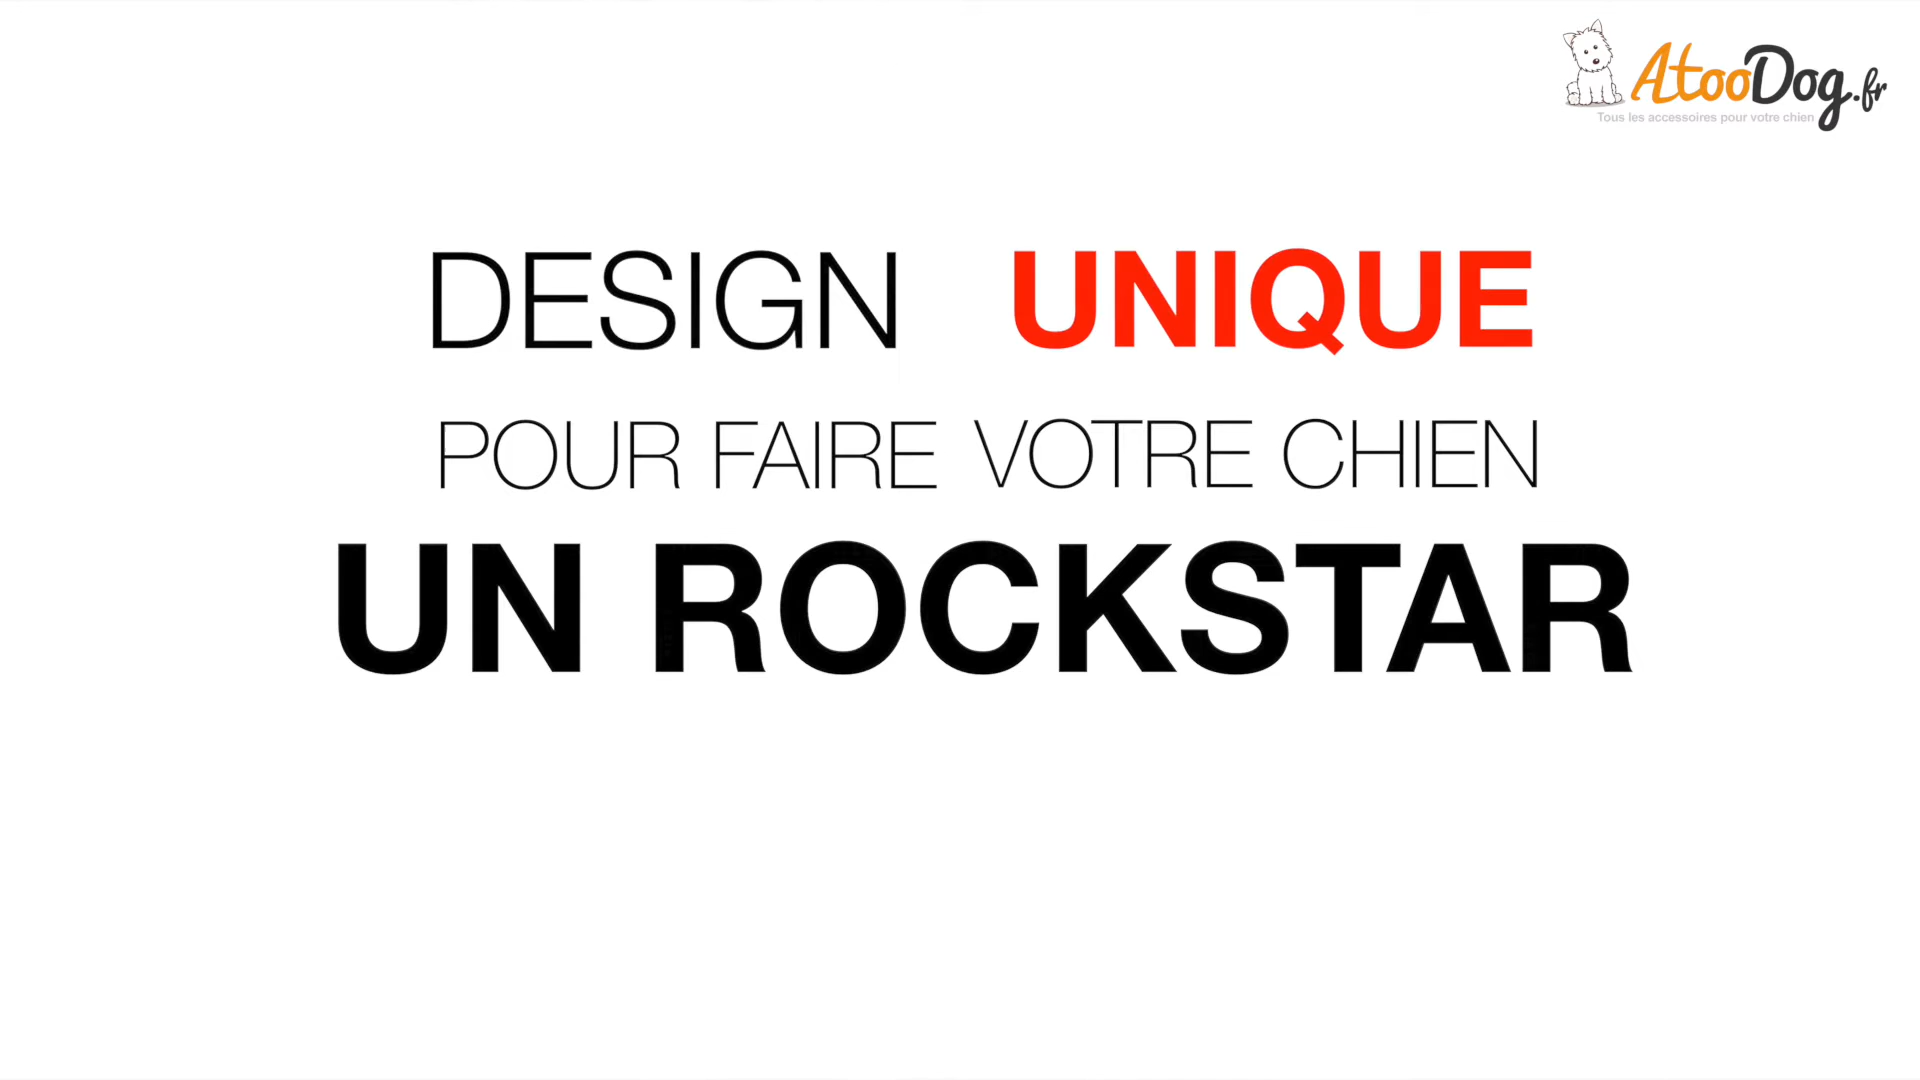 AtooDog.fr
Tous les accessoires pour votre chien
DESIGN UNIQUE
POUR FAIRE VOTRE CHIEN
UN ROCKSTAR